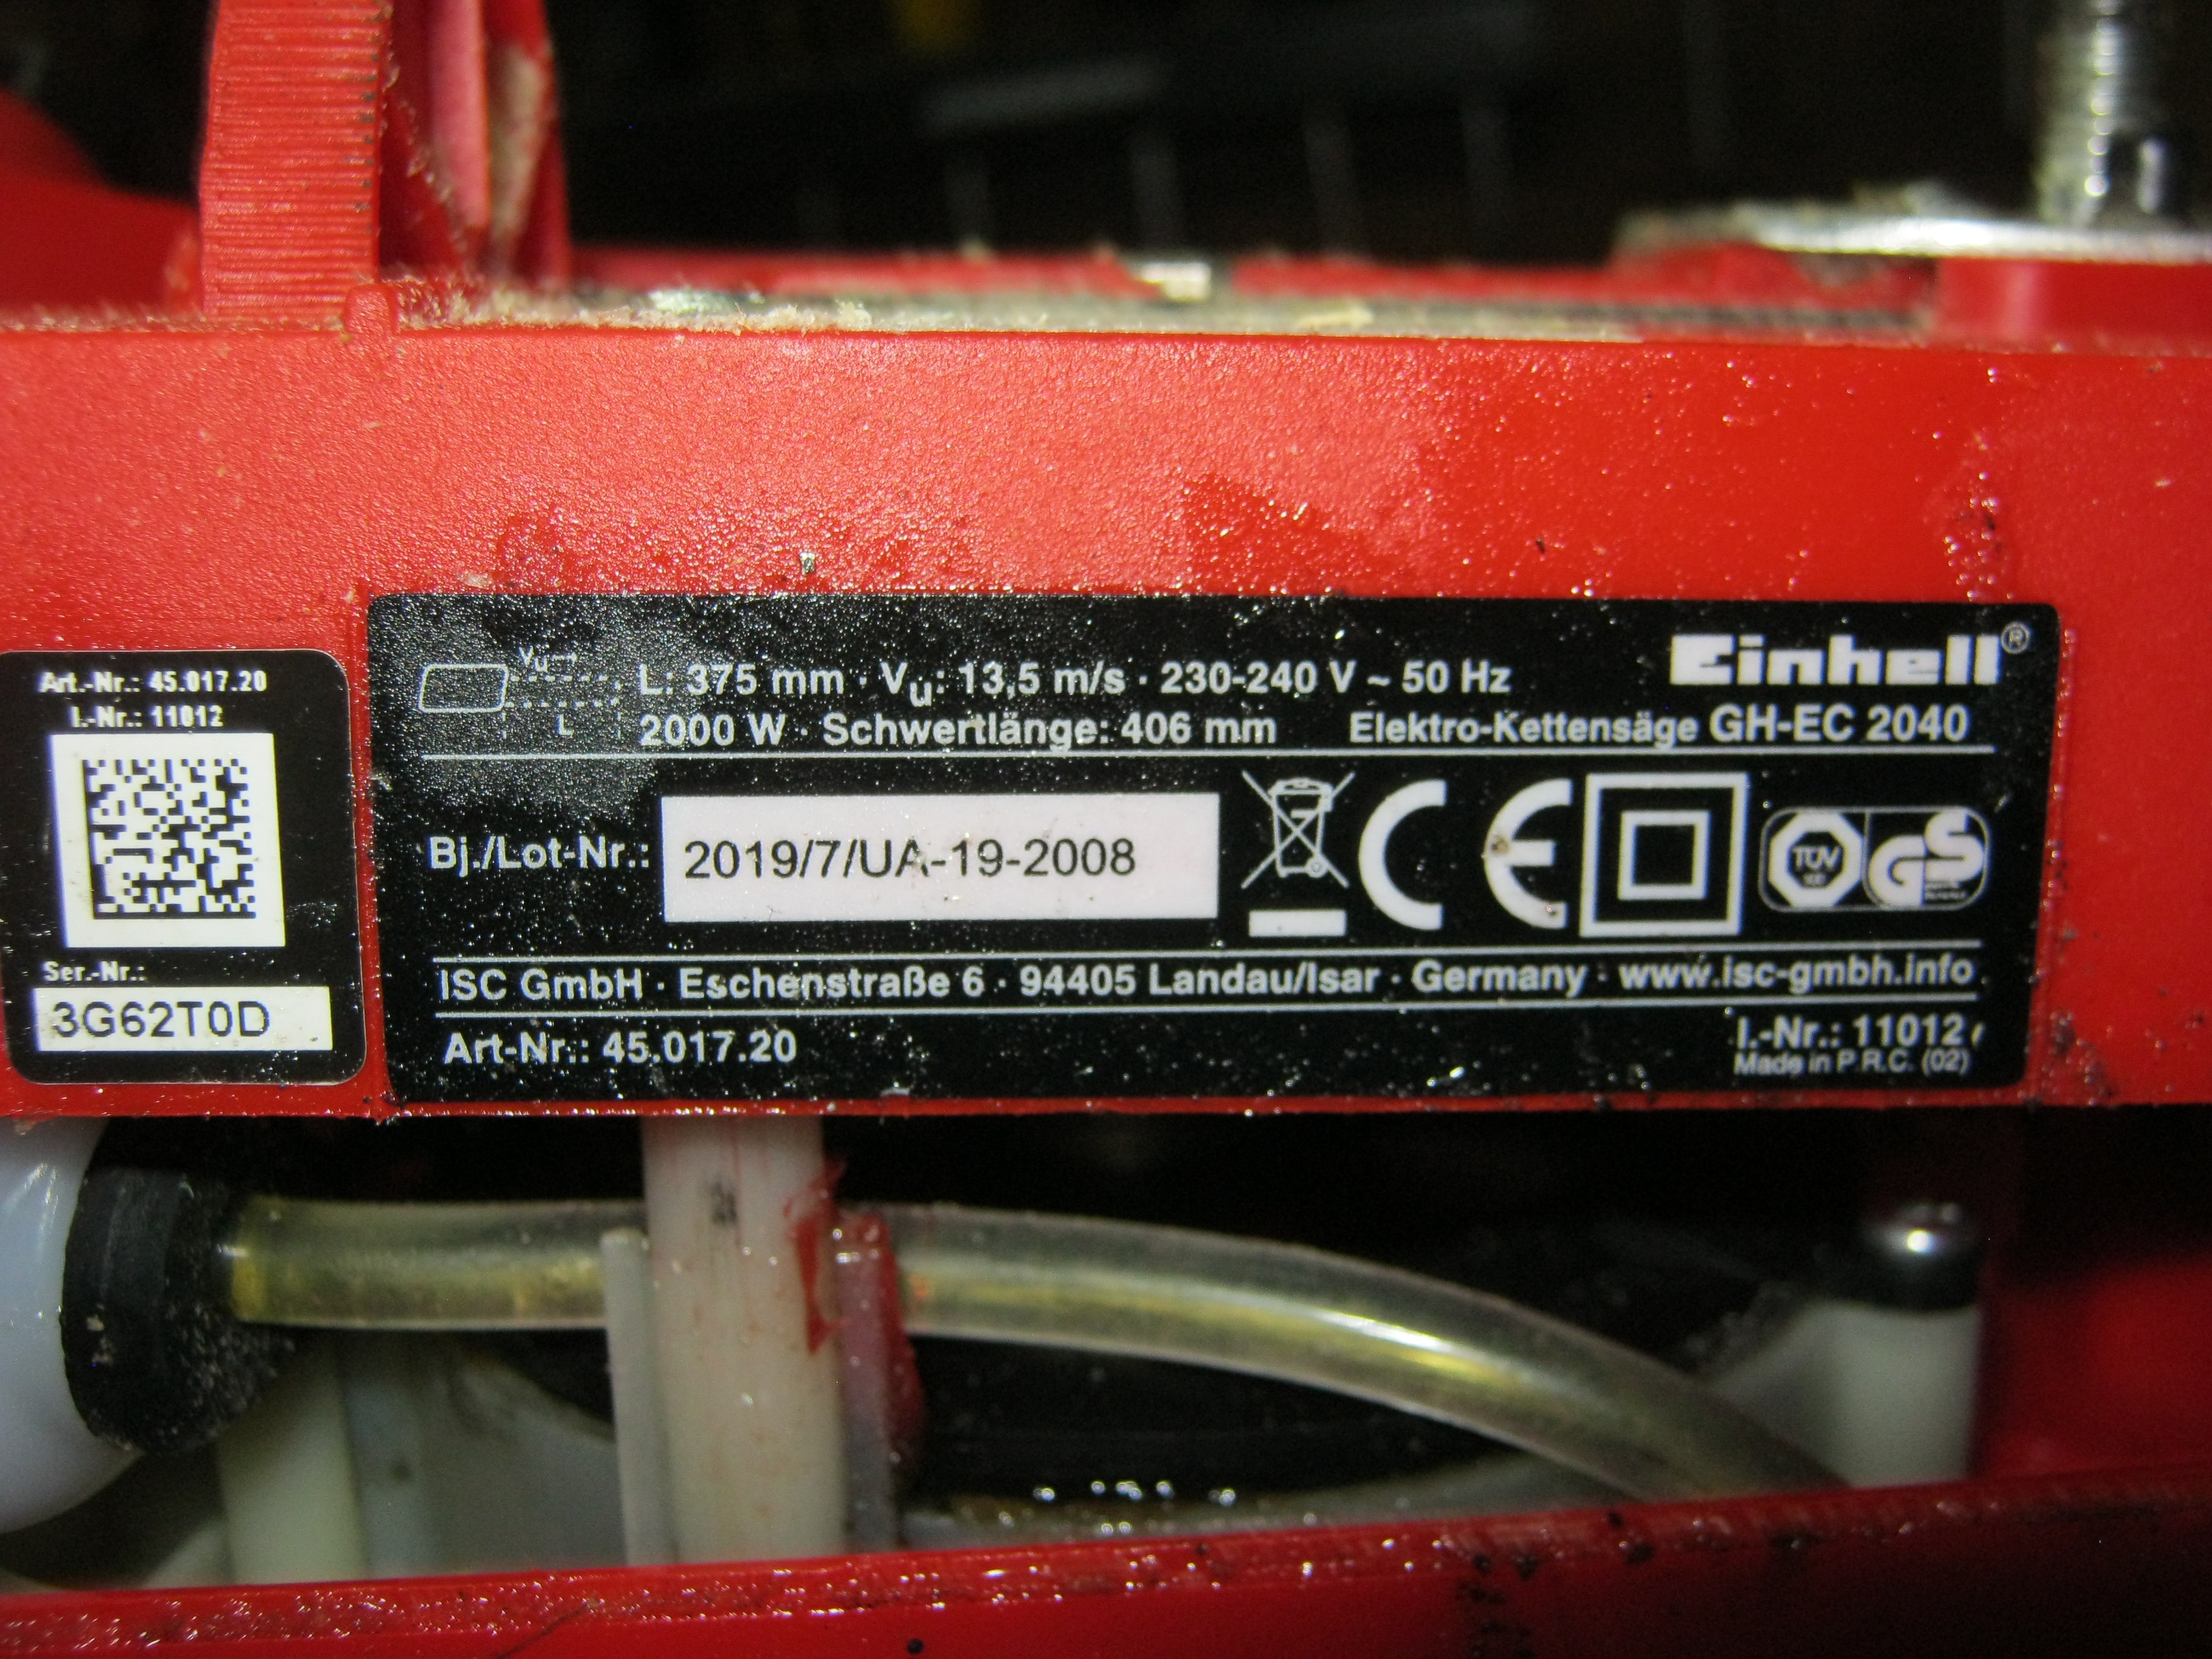 Art.-Nr.: 45.017.20
I.-Nr.: 11012
Ser.-Nr.:
3G62T0D
Vu
L
L: 375 mm · Vu: 13,5 m/s · 230-240 V ~ 50 Hz
2000 W · Schwertlänge: 406 mm
Einhell®
Elektro-Kettensäge GH-EC 2040
Bj./Lot-Nr.: 2019/7/UA-19-2008
CE
TÜV
GS
ISC GmbH · Eschenstraße 6 · 94405 Landau/Isar · Germany · www.isc-gmbh.info
Art-Nr.: 45.017.20
I.-Nr.: 11012
Made in P.R.C. (02)